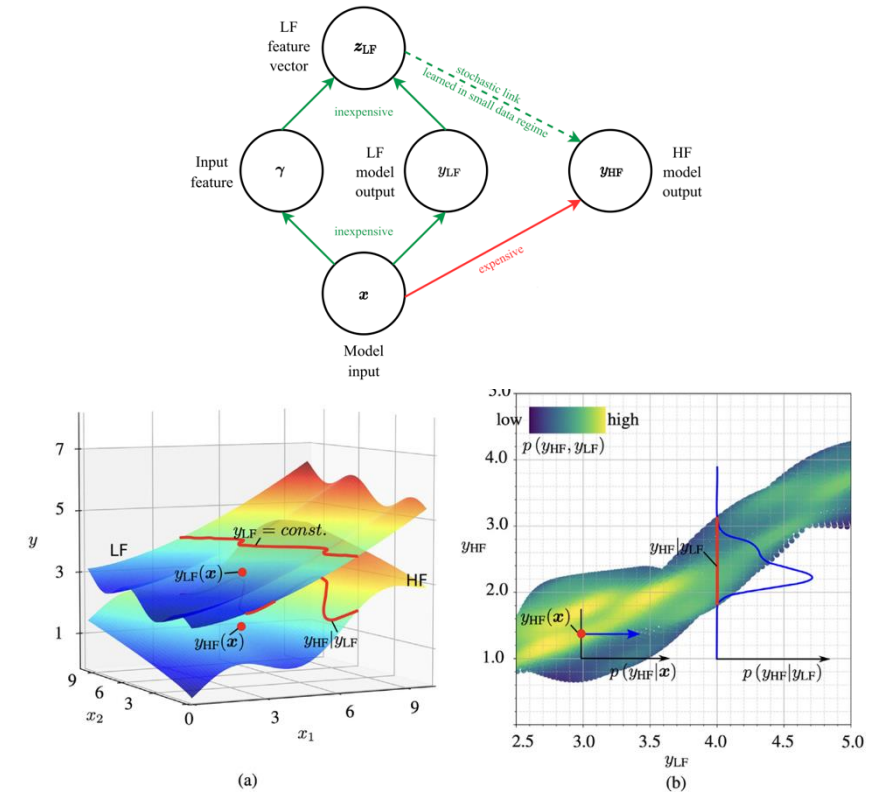 LF
feature
vector
z_LF
stochastic link
learned in small data regime
inexpensive
Input
feature
γ
LF
model
output
y_LF
y_HF
HF
model
output
inexpensive
expensive
x
Model
input
7
5
y
3
1
LF
y_LF = const.
y_LF(x)
HF
y_HF(x)
y_HF|y_LF
9
6
3
x_2
0
3
6
9
x_1
(a)
5.0
low
high
p (y_HF, y_LF)
4.0
3.0
y_HF
y_HF|y_LF
2.0
y_HF(x)
1.0
p (y_HF|x)
p (y_HF|y_LF)
2.5 3.0 3.5 4.0 4.5 5.0
y_LF
(b)